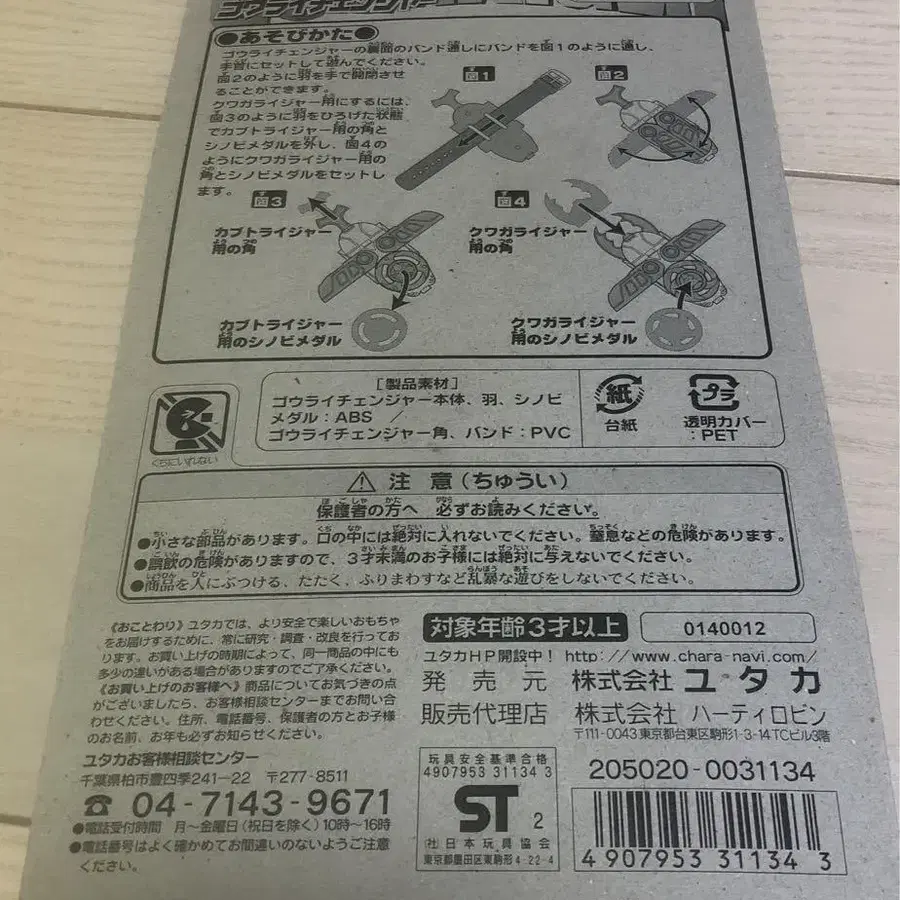 ゴウライチェンジャー
●あそびかた●
ゴウライチェンジャーの裏面のバンド通しにバンドを図1のように通し、
手首にセットして遊んでください。
図2のように羽を手で開閉させ
ることができます。
クワガライジャー用にするには、
図3のように羽をひろげた状態
でカブトライジャー用の角と
シノビメダルを外し、図4の
ようにクワガライジャー用の
角とシノビメダルをセットし
ます。
図1
図2
図3
カブトライジャー
用の角
カブトライジャー
用のシノビメダル
図4
クワガライジャー
用の角
クワガライジャー
用のシノビメダル
くちにいれない
［製品素材］
ゴウライチェンジャー本体、羽、シノビ
メダル：ABS ／
ゴウライチェンジャー角、バンド：PVC
紙
台紙
プラ
透明カバー
：PET
⚠ 注 意（ちゅうい）
保護者の方へ 必ずお読みください。
●小さな部品があります。口の中には絶対に入れないでください。窒息などの危険があります。
●誤飲の危険がありますので、3才未満のお子様には絶対に与えないでください。
●商品を人にぶつける、たたく、ふりまわすなど乱暴な遊びをしないでください。
《おことわり》ユタカでは、より安全で楽しいおもちゃ
をお届けするために、常に研究・調査・改良を行ってお
ります。お買い上げの時期によって、同一商品の中にも
多少の違いがある場合がありますのでご了承ください。
《お買い上げのお客様へ》商品についてお気づきの点
がございましたら、お客様相談センターまでお問い合
わせください。住所、電話番号、保護者の方とお子様
のお名前、お年も必ずお知らせください。
ユタカお客様相談センター
千葉県柏市豊四季241-22 〒277-8511
☎ 04-7143-9671
●電話受付時間 月～金曜日(祝日を除く)10時～16時
●電話番号はよく確かめてお間違いのないようご注意
ください。
対象年齢3才以上
0140012
ユタカHP開設中！ http://www.chara-navi.com/
発売元 株式会社 ユタカ
販売代理店 株式会社 ハーティロビン
〒111-0043 東京都台東区駒形1-3-14 TCビル3階
玩具安全基準合格
4907953 31134 3
ST 2
社日本玩具協会
東京都墨田区東駒形4-22-4
205020-0031134
4 907953 311343